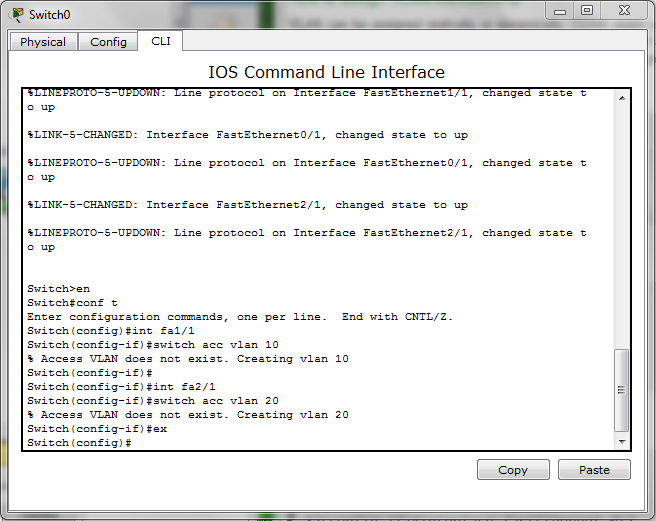 Switch0
Physical
Config
CLI
IOS Command Line Interface
%LINEPROTO-5-UPDOWN: Line protocol on Interface FastEthernet1/1, changed state t
o up
%LINK-5-CHANGED: Interface FastEthernet0/1, changed state to up
%LINEPROTO-5-UPDOWN: Line protocol on Interface FastEthernet0/1, changed state t
o up
%LINK-5-CHANGED: Interface FastEthernet2/1, changed state to up
%LINEPROTO-5-UPDOWN: Line protocol on Interface FastEthernet2/1, changed state t
o up
Switch>en
Switch#conf t
Enter configuration commands, one per line.  End with CNTL/Z.
Switch(config)#int fa1/1
Switch(config-if)#switch acc vlan 10
% Access VLAN does not exist. Creating vlan 10
Switch(config-if)#
Switch(config-if)#int fa2/1
Switch(config-if)#switch acc vlan 20
% Access VLAN does not exist. Creating vlan 20
Switch(config-if)#ex
Switch(config)#
Copy
Paste